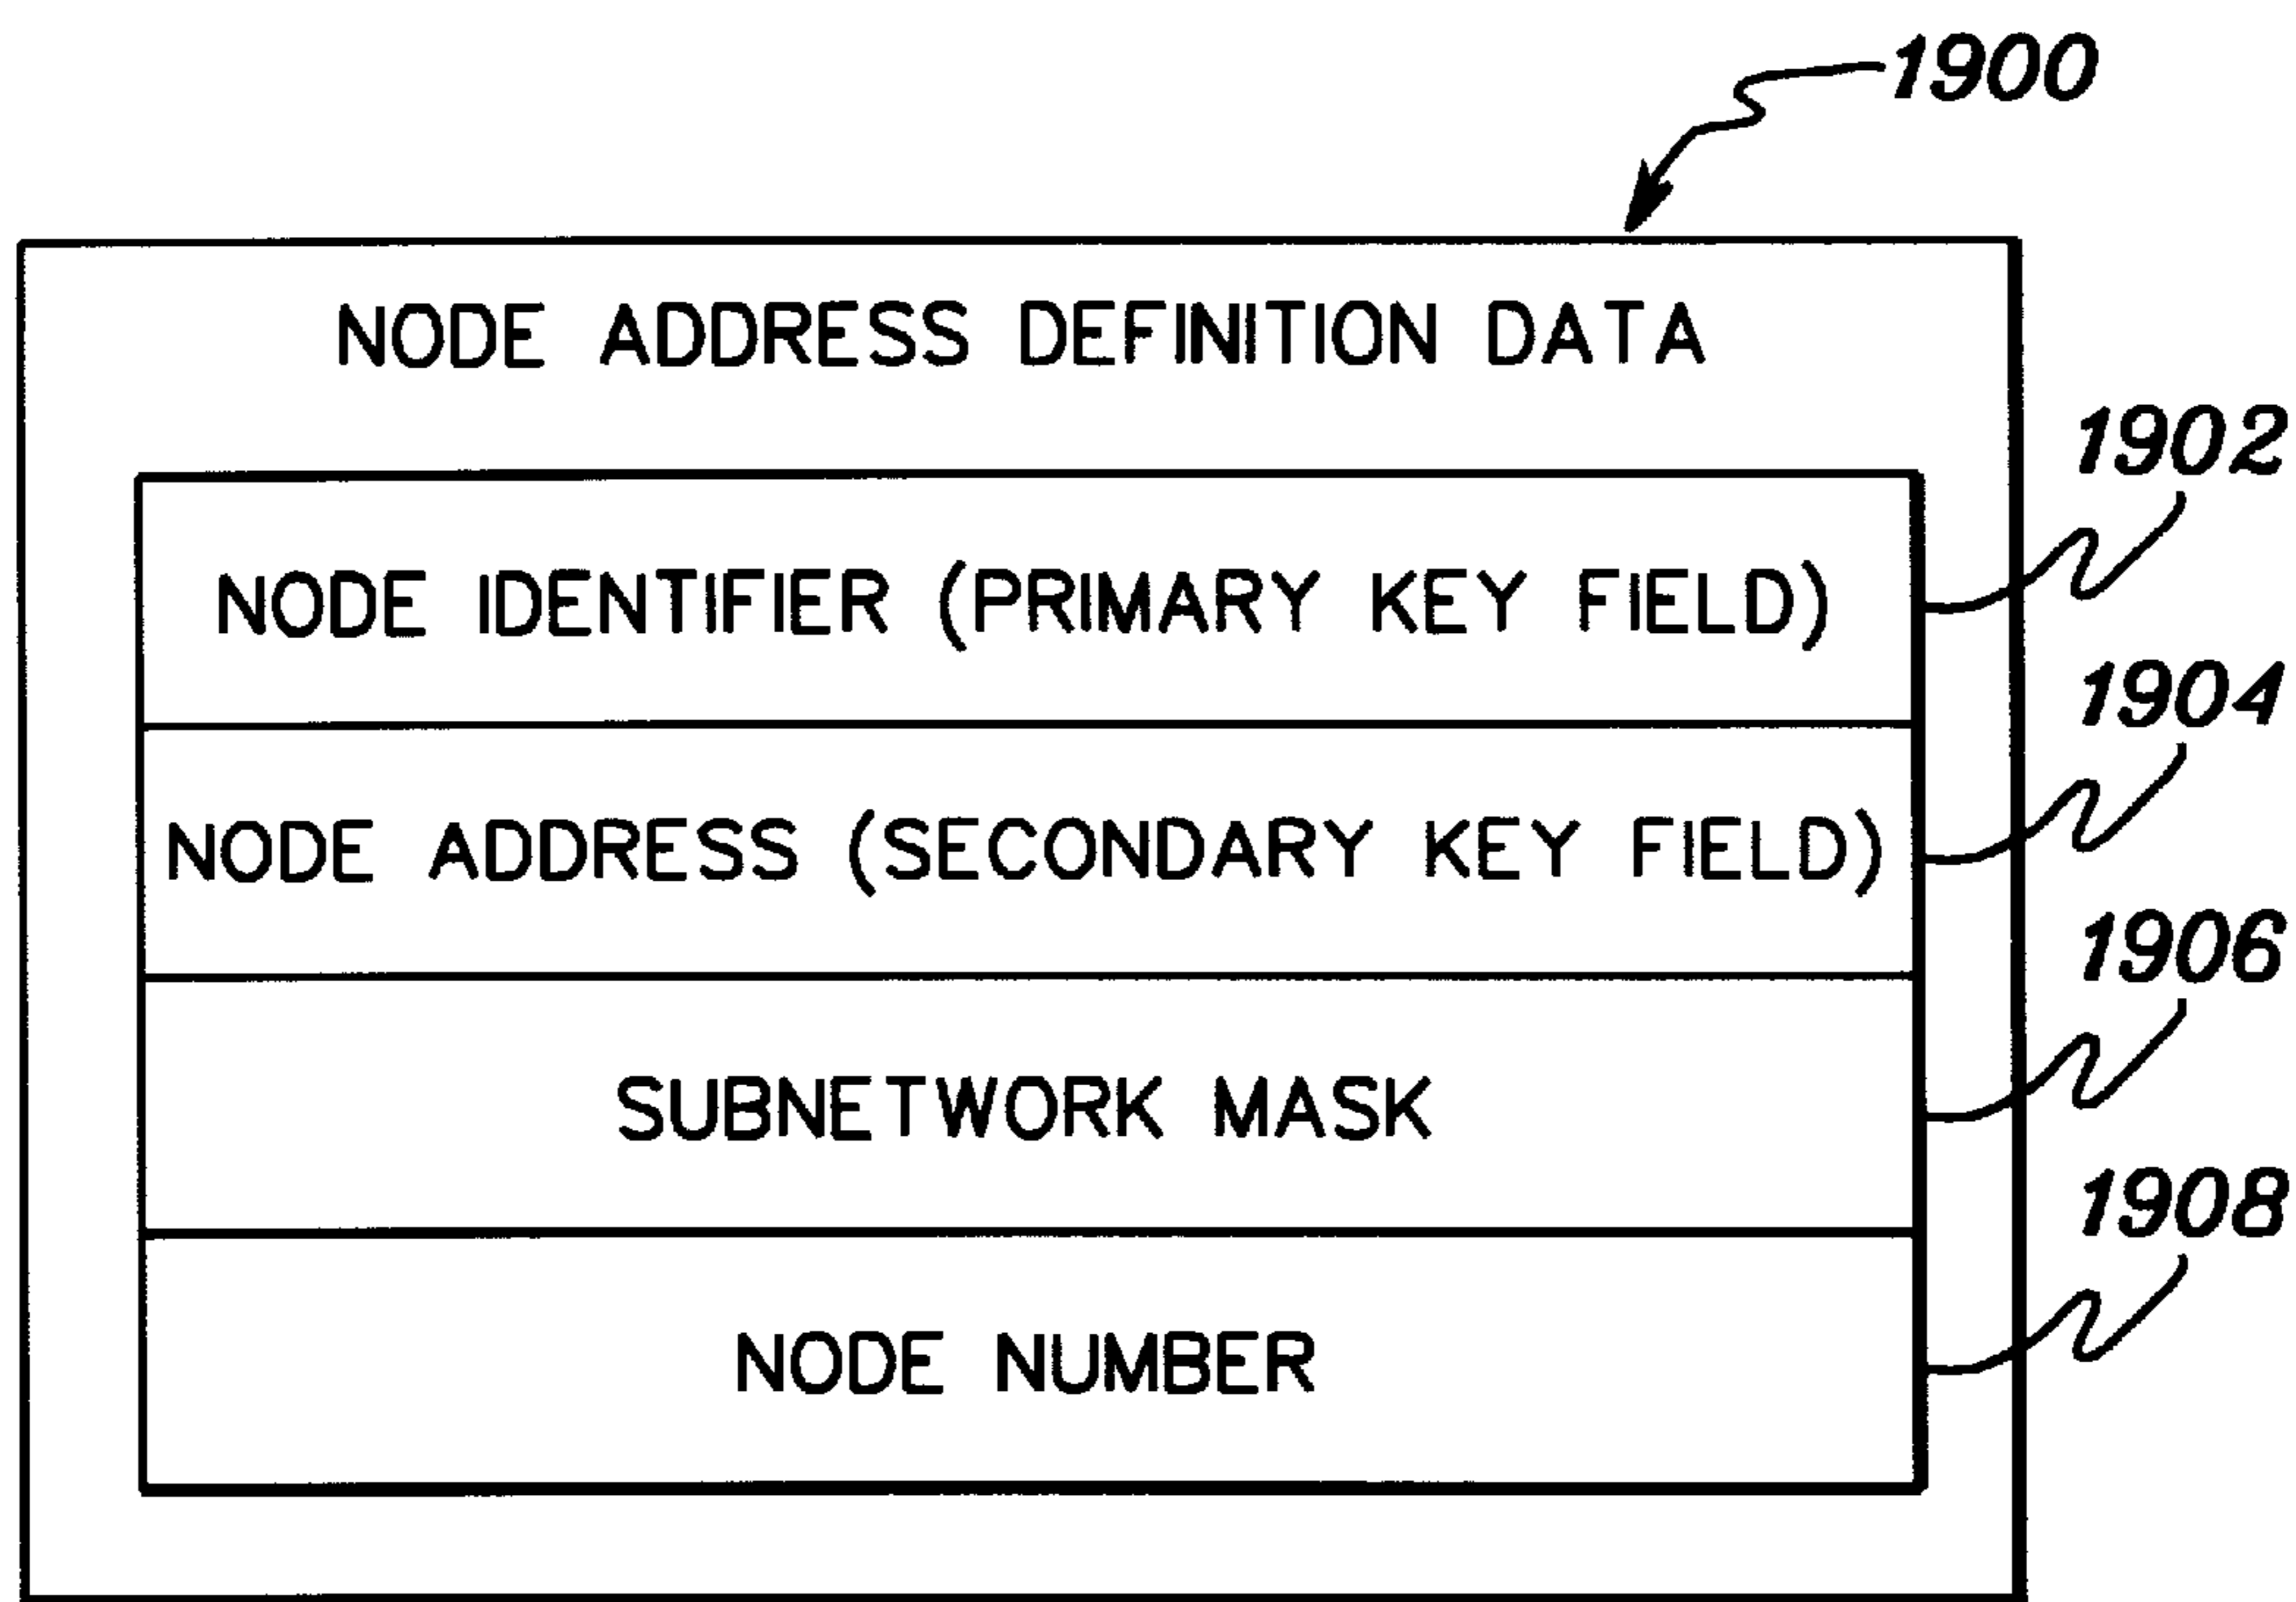 1900
NODE ADDRESS DEFINITION DATA
1902
NODE IDENTIFIER (PRIMARY KEY FIELD)
1904
NODE ADDRESS (SECONDARY KEY FIELD)
1906
SUBNETWORK MASK
1908
NODE NUMBER